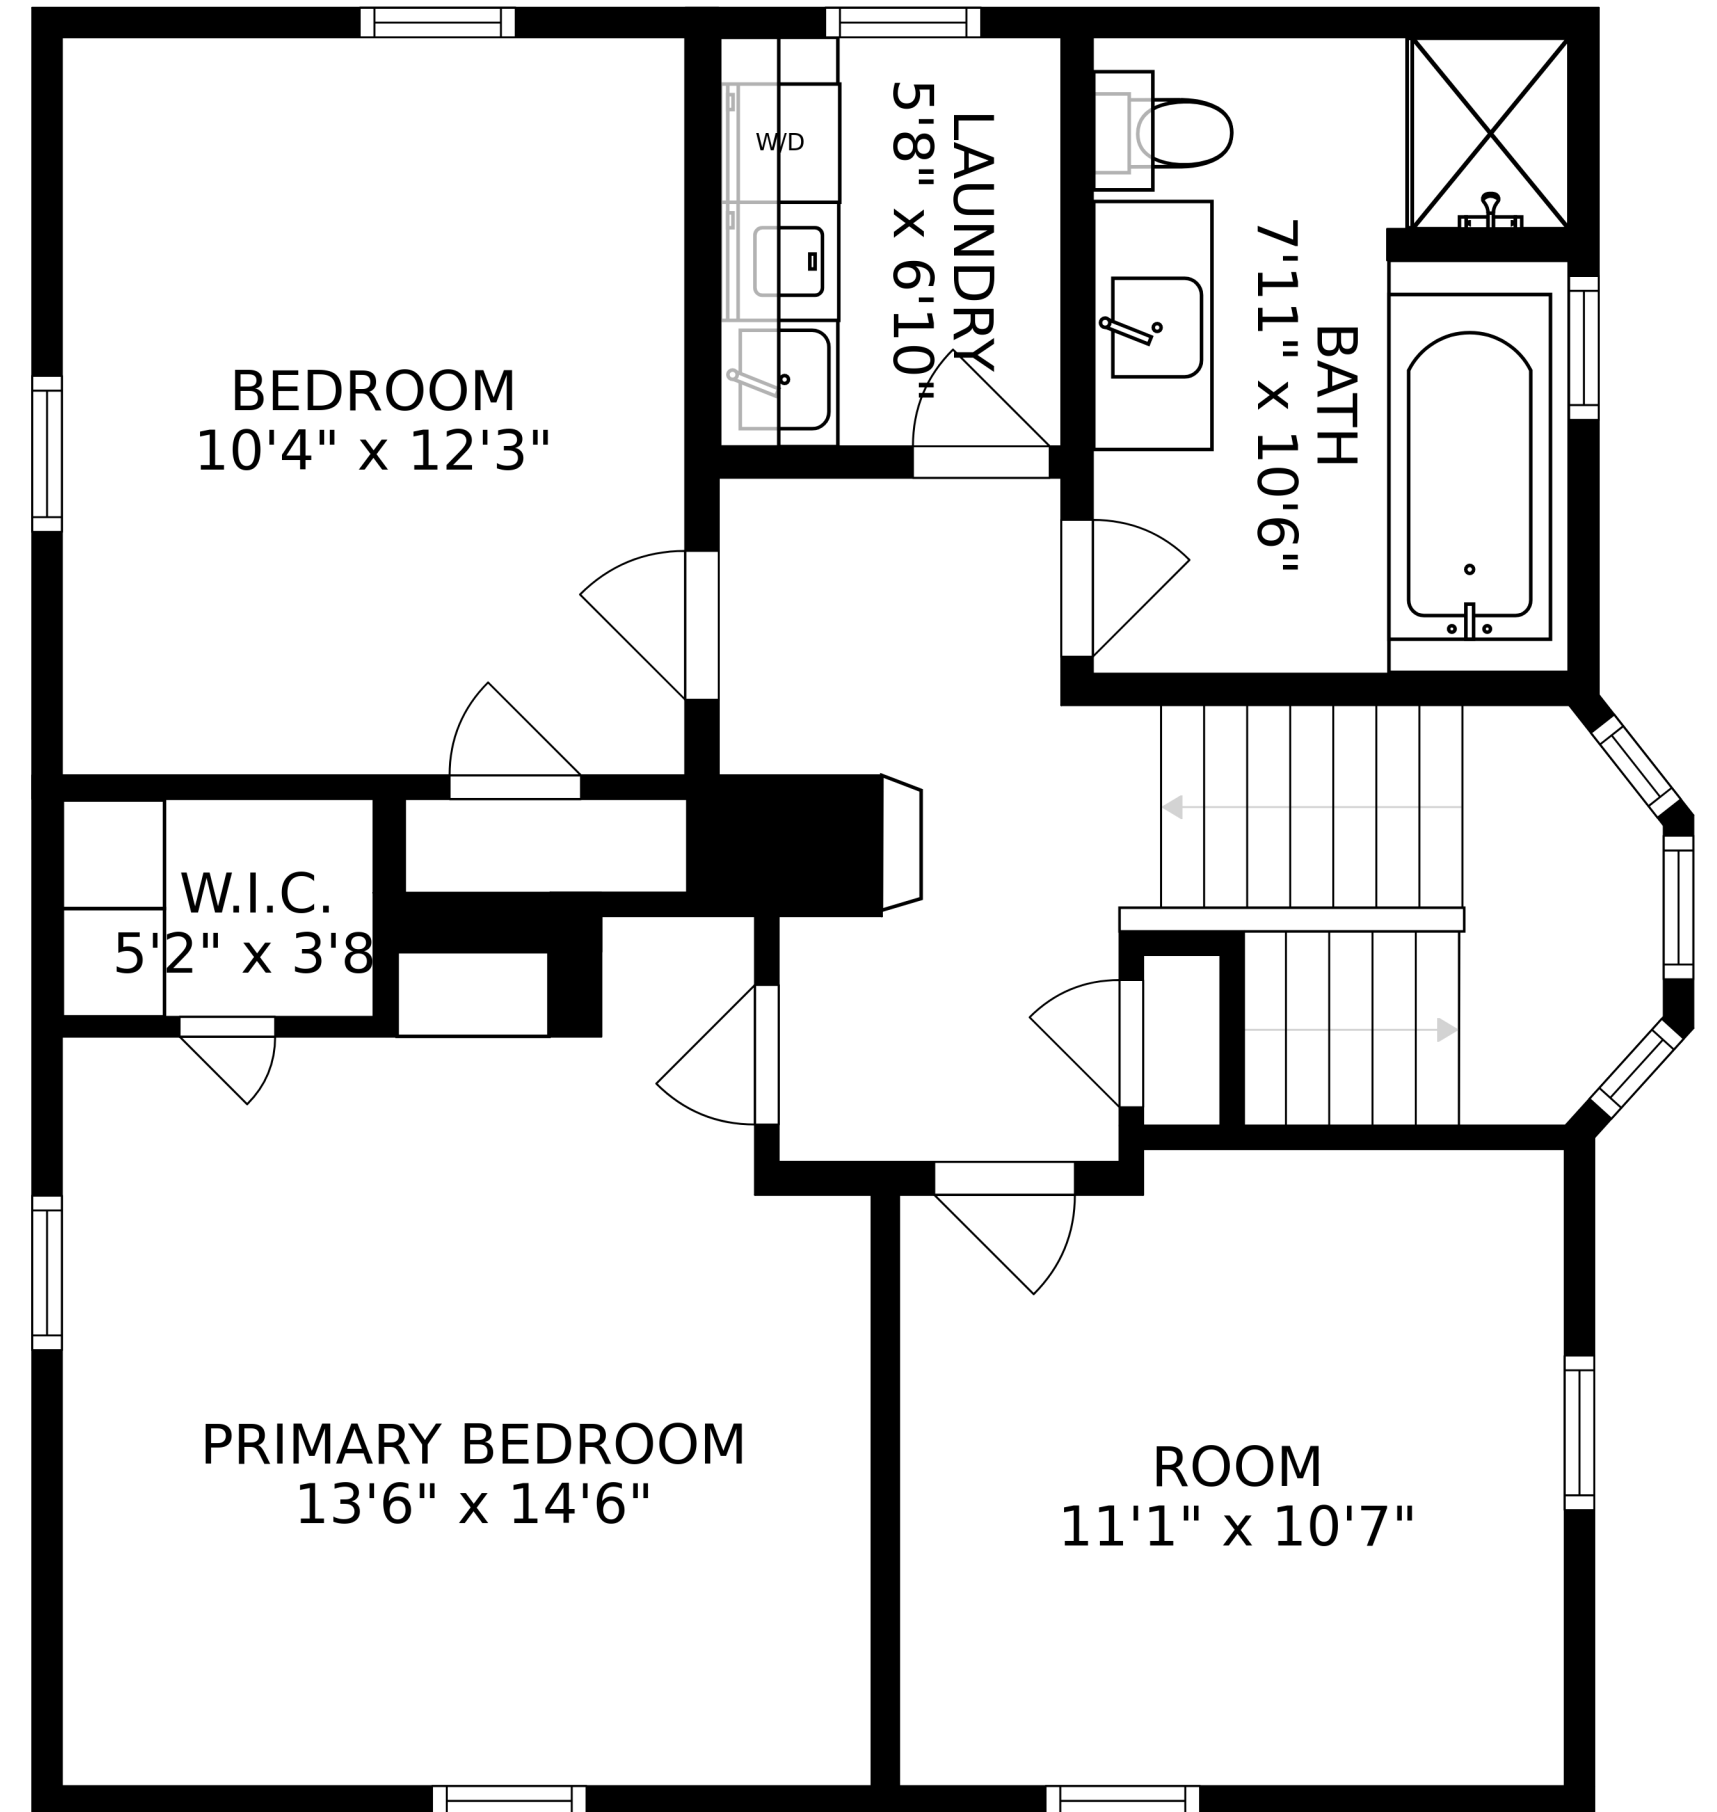 W/D
LAUNDRY
5'8" x 6'10"
BATH
7'11" x 10'6"
BEDROOM
10'4" x 12'3"
W.I.C.
5'2" x 3'8
PRIMARY BEDROOM
13'6" x 14'6"
ROOM
11'1" x 10'7"